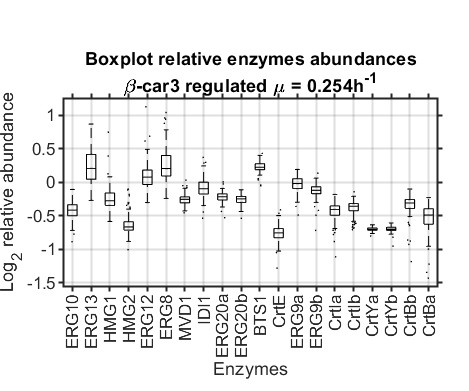 Boxplot relative enzymes abundances
β-car3 regulated μ = 0.254h⁻¹
Log₂ relative abundance
1
0.5
0
-0.5
-1
-1.5
ERG10
ERG13
HMG1
HMG2
ERG12
ERG8
MVD1
IDI1
ERG20a
ERG20b
BTS1
CrtE
ERG9a
ERG9b
CrtIa
CrtIb
CrtYa
CrtYb
CrtBb
CrtBa
Enzymes